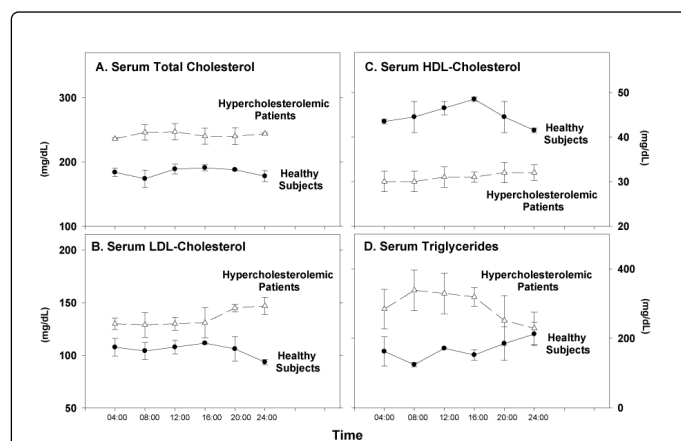 A. Serum Total Cholesterol
300
Hypercholesterolemic
Patients
(mg/dL)
200
Healthy
Subjects
100
C. Serum HDL-Cholesterol
50
Healthy
Subjects
40
(mg/dL)
30
Hypercholesterolemic
Patients
20
B. Serum LDL-Cholesterol
200
Hypercholesterolemic
Patients
150
(mg/dL)
100
Healthy
Subjects
50
04:00 08:00 12:00 16:00 20:00 24:00
D. Serum Triglycerides
400
Hypercholesterolemic
Patients
(mg/dL)
200
Healthy
Subjects
0
04:00 08:00 12:00 16:00 20:00 24:00
Time